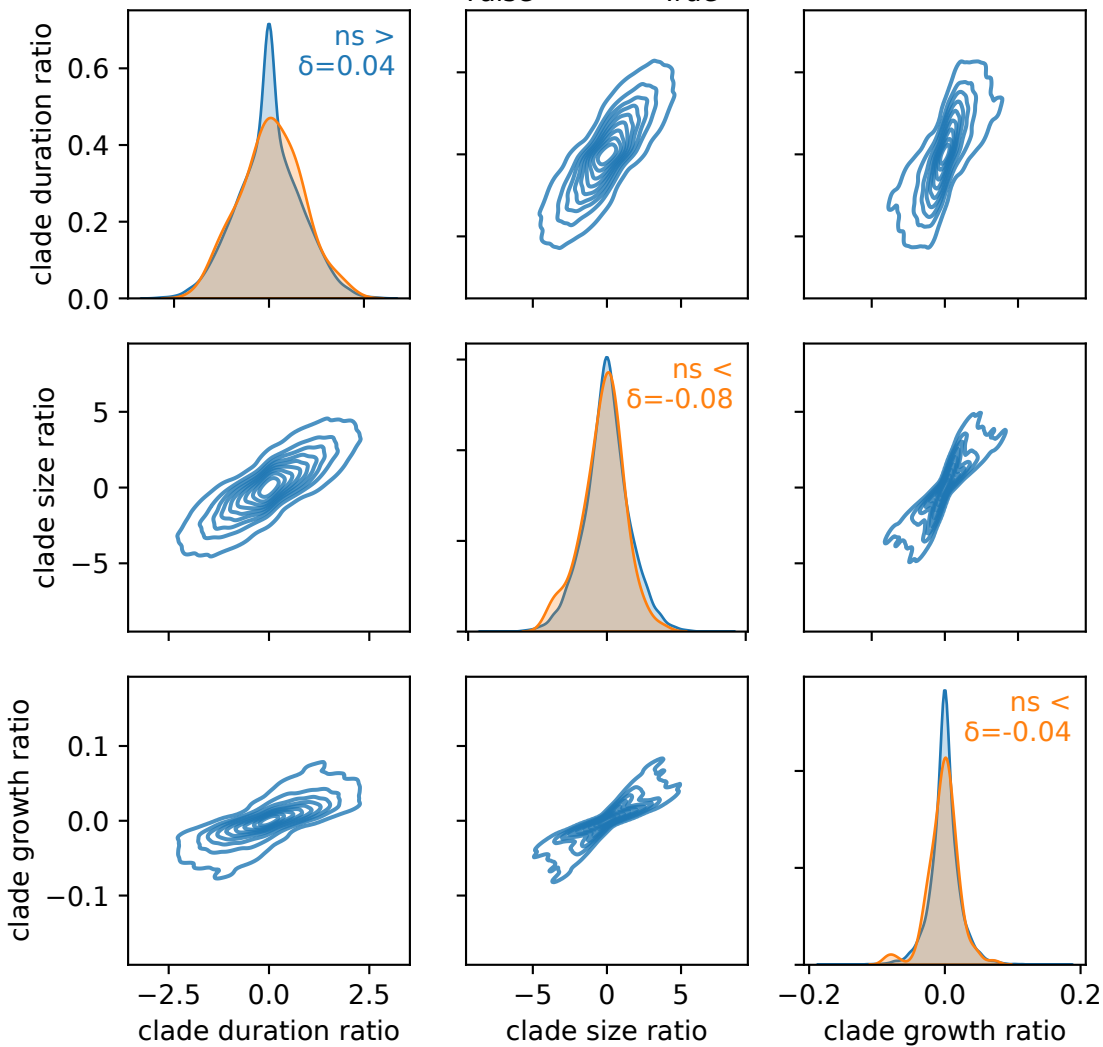 clade duration ratio
0.6
0.4
0.2
0.0
ns >
δ=0.04
clade size ratio
5
0
−5
ns <
δ=-0.08
clade growth ratio
0.1
0.0
−0.1
ns <
δ=-0.04
−2.5 0.0 2.5
−5 0 5
−0.2 0.0 0.2
clade duration ratio
clade size ratio
clade growth ratio